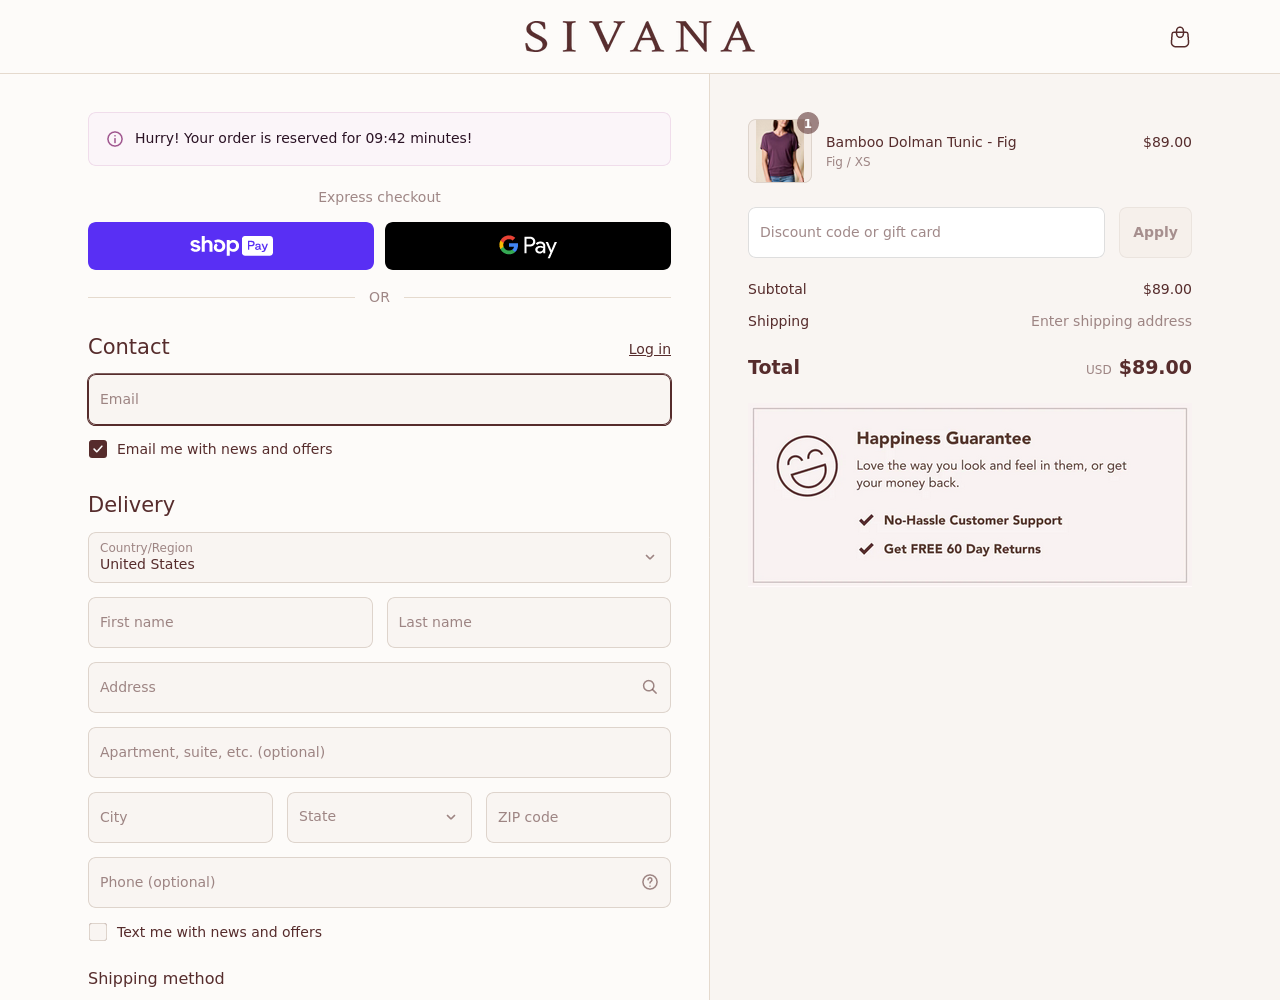 SIVANA
Hurry! Your order is reserved for 09:42 minutes!
Express checkout
shop Pay
G Pay
OR
Contact
Log in
Email
Email me with news and offers
Delivery
Country/Region
United States
First name
Last name
Address
Apartment, suite, etc. (optional)
City
State
ZIP code
Phone (optional)
Text me with news and offers
Shipping method
1
Bamboo Dolman Tunic - Fig
$89.00
Fig / XS
Discount code or gift card
Apply
Subtotal
$89.00
Shipping
Enter shipping address
Total
USD $89.00
Happiness Guarantee
Love the way you look and feel in them, or get
your money back.
No-Hassle Customer Support
Get FREE 60 Day Returns